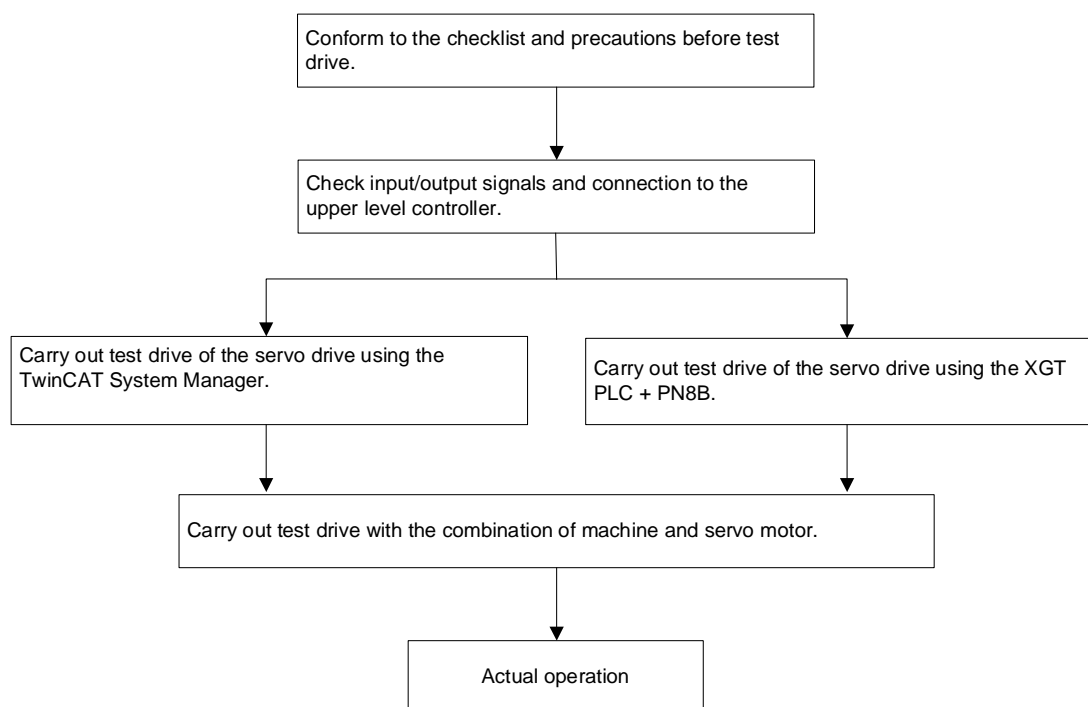 Conform to the checklist and precautions before test
drive.
Check input/output signals and connection to the
upper level controller.
Carry out test drive of the servo drive using the
TwinCAT System Manager.
Carry out test drive of the servo drive using the XGT
PLC + PN8B.
Carry out test drive with the combination of machine and servo motor.
Actual operation